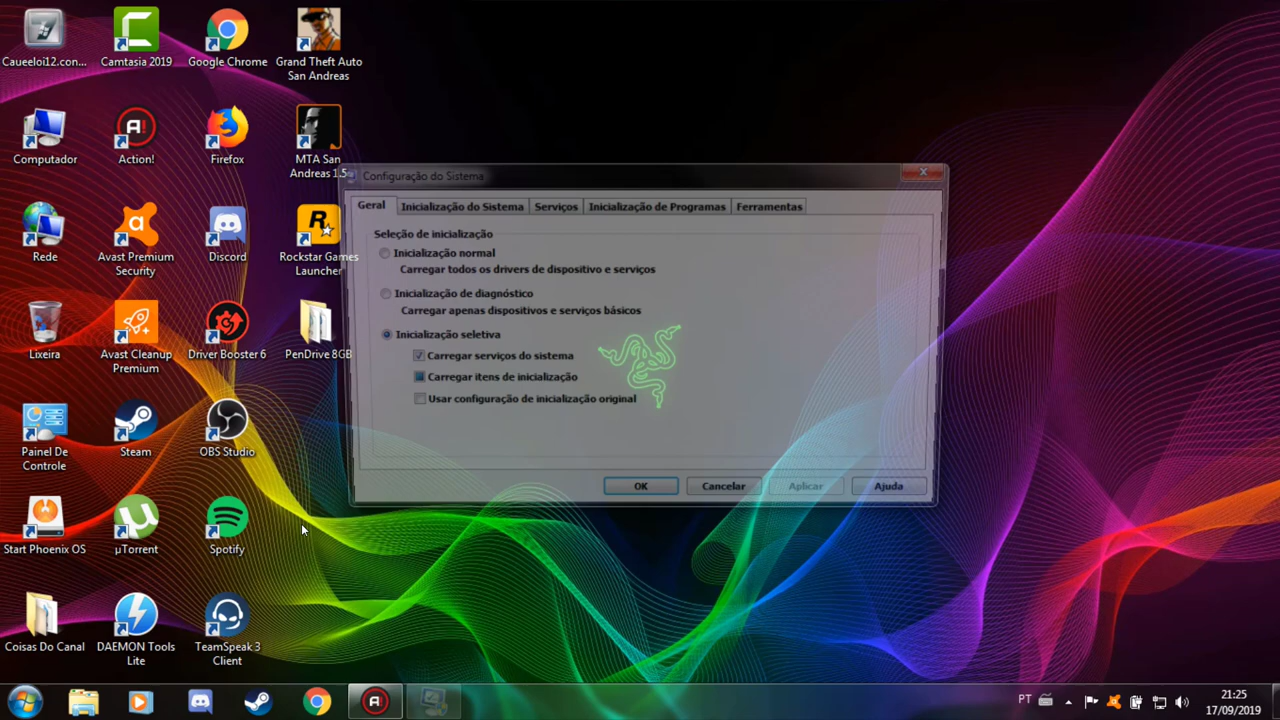 Caueeloi12.con...
Camtasia 2019
Google Chrome
Grand Theft Auto
San Andreas
Computador
Action!
Firefox
MTA San
Andreas 1.5
Rede
Avast Premium
Security
Discord
Rockstar Games
Launcher
Lixeira
Avast Cleanup
Premium
Driver Booster 6
PenDrive 8GB
Painel De
Controle
Steam
OBS Studio
Start Phoenix OS
µTorrent
Spotify
Coisas Do Canal
DAEMON Tools
Lite
TeamSpeak 3
Client
Configuração do Sistema
Geral
Inicialização do Sistema
Serviços
Inicialização de Programas
Ferramentas
Seleção de inicialização
Inicialização normal
Carregar todos os drivers de dispositivo e serviços
Inicialização de diagnóstico
Carregar apenas dispositivos e serviços básicos
Inicialização seletiva
Carregar serviços do sistema
Carregar itens de inicialização
Usar configuração de inicialização original
OK
Cancelar
Aplicar
Ajuda
PT
21:25
17/09/2019